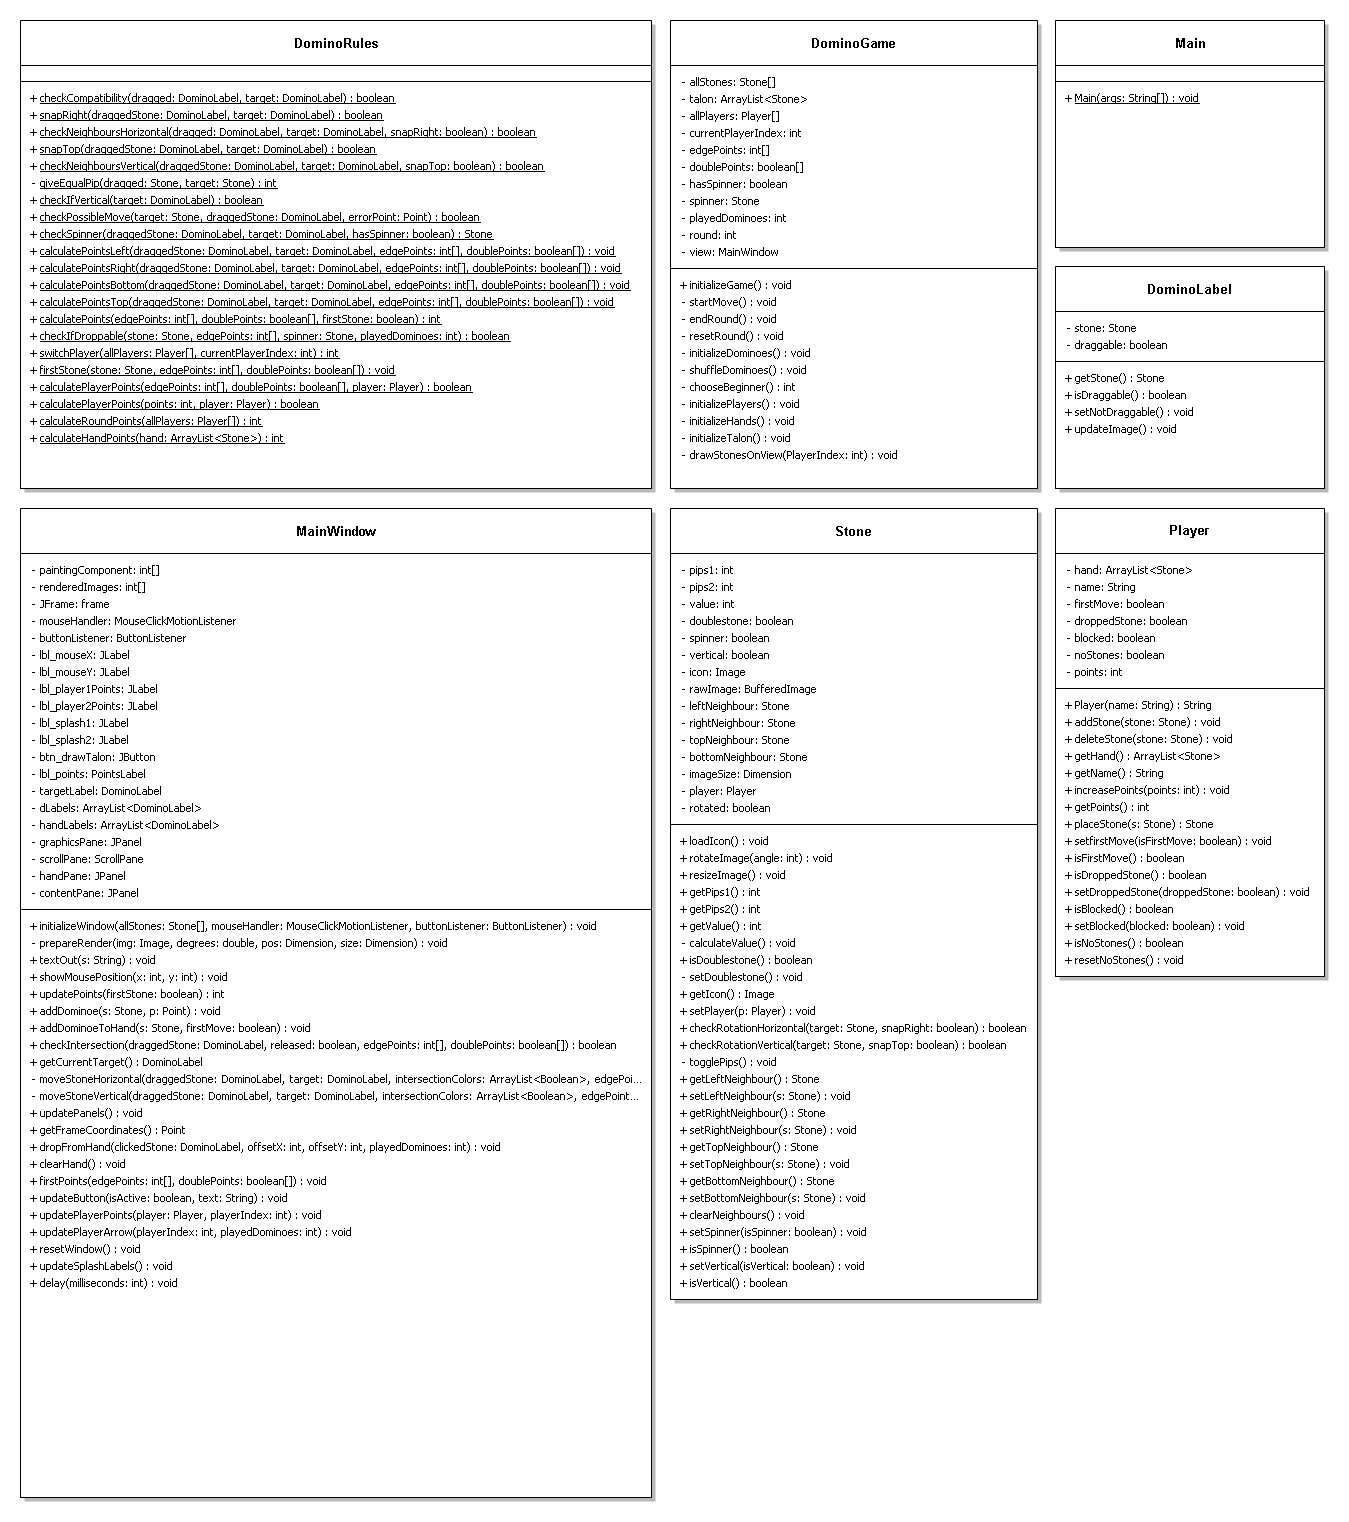 DominoRules
+ checkCompatibility(dragged: DominoLabel, target: DominoLabel) : boolean
+ snapRight(draggedStone: DominoLabel, target: DominoLabel) : boolean
+ checkNeighboursHorizontal(dragged: DominoLabel, target: DominoLabel, snapRight: boolean) : boolean
+ snapTop(draggedStone: DominoLabel, target: DominoLabel) : boolean
+ checkNeighboursVertical(draggedStone: DominoLabel, target: DominoLabel, snapTop: boolean) : boolean
- giveEqualPip(dragged: Stone, target: Stone) : int
+ checkIfVertical(target: DominoLabel) : boolean
+ checkPossibleMove(target: Stone, draggedStone: DominoLabel, errorPoint: Point) : boolean
+ checkSpinner(draggedStone: DominoLabel, target: DominoLabel, hasSpinner: boolean) : Stone
+ calculatePointsLeft(draggedStone: DominoLabel, target: DominoLabel, edgePoints: int[], doublePoints: boolean[]) : void
+ calculatePointsRight(draggedStone: DominoLabel, target: DominoLabel, edgePoints: int[], doublePoints: boolean[]) : void
+ calculatePointsBottom(draggedStone: DominoLabel, target: DominoLabel, edgePoints: int[], doublePoints: boolean[]) : void
+ calculatePointsTop(draggedStone: DominoLabel, target: DominoLabel, edgePoints: int[], doublePoints: boolean[]) : void
+ calculatePoints(edgePoints: int[], doublePoints: boolean[], firstStone: boolean) : int
+ checkIfDroppable(stone: Stone, edgePoints: int[], spinner: Stone, playedDominoes: int) : boolean
+ switchPlayer(allPlayers: Player[], currentPlayerIndex: int) : int
+ firstStone(stone: Stone, edgePoints: int[], doublePoints: boolean[]) : void
+ calculatePlayerPoints(edgePoints: int[], doublePoints: boolean[], player: Player) : boolean
+ calculatePlayerPoints(points: int, player: Player) : boolean
+ calculateRoundPoints(allPlayers: Player[]) : int
+ calculateHandPoints(hand: ArrayList<Stone>) : int
DominoGame
- allStones: Stone[]
- talon: ArrayList<Stone>
- allPlayers: Player[]
- currentPlayerIndex: int
- edgePoints: int[]
- doublePoints: boolean[]
- hasSpinner: boolean
- spinner: Stone
- playedDominoes: int
- round: int
- view: MainWindow
+ initializeGame() : void
- startMove() : void
- endRound() : void
- resetRound() : void
- initializeDominoes() : void
- shuffleDominoes() : void
- chooseBeginner() : int
- initializePlayers() : void
- initializeHands() : void
- initializeTalon() : void
- drawStonesOnView(PlayerIndex: int) : void
Main
+ Main(args: String[]) : void
DominoLabel
- stone: Stone
- draggable: boolean
+ getStone() : Stone
+ isDraggable() : boolean
+ setNotDraggable() : void
+ updateImage() : void
MainWindow
- paintingComponent: int[]
- renderedImages: int[]
- JFrame: frame
- mouseHandler: MouseClickMotionListener
- buttonListener: ButtonListener
- lbl_mouseX: JLabel
- lbl_mouseY: JLabel
- lbl_player1Points: JLabel
- lbl_player2Points: JLabel
- lbl_splash1: JLabel
- lbl_splash2: JLabel
- btn_drawTalon: JButton
- lbl_points: PointsLabel
- targetLabel: DominoLabel
- dLabels: ArrayList<DominoLabel>
- handLabels: ArrayList<DominoLabel>
- graphicsPane: JPanel
- scrollPane: ScrollPane
- handPane: JPanel
- contentPane: JPanel
+ initializeWindow(allStones: Stone[], mouseHandler: MouseClickMotionListener, buttonListener: ButtonListener) : void
- prepareRender(img: Image, degrees: double, pos: Dimension, size: Dimension) : void
+ textOut(s: String) : void
+ showMousePosition(x: int, y: int) : void
+ updatePoints(firstStone: boolean) : int
+ addDominoe(s: Stone, p: Point) : void
+ addDominoeToHand(s: Stone, firstMove: boolean) : void
+ checkIntersection(draggedStone: DominoLabel, released: boolean, edgePoints: int[], doublePoints: boolean[]) : boolean
+ getCurrentTarget() : DominoLabel
- moveStoneHorizontal(draggedStone: DominoLabel, target: DominoLabel, intersectionColors: ArrayList<Boolean>, edgePoi...
- moveStoneVertical(draggedStone: DominoLabel, target: DominoLabel, intersectionColors: ArrayList<Boolean>, edgePoint...
+ updatePanels() : void
+ getFrameCoordinates() : Point
+ dropFromHand(clickedStone: DominoLabel, offsetX: int, offsetY: int, playedDominoes: int) : void
+ clearHand() : void
+ firstPoints(edgePoints: int[], doublePoints: boolean[]) : void
+ updateButton(isActive: boolean, text: String) : void
+ updatePlayerPoints(player: Player, playerIndex: int) : void
+ updatePlayerArrow(playerIndex: int, playedDominoes: int) : void
+ resetWindow() : void
+ updateSplashLabels() : void
+ delay(milliseconds: int) : void
Stone
- pips1: int
- pips2: int
- value: int
- doublestone: boolean
- spinner: boolean
- vertical: boolean
- icon: Image
- rawImage: BufferedImage
- leftNeighbour: Stone
- rightNeighbour: Stone
- topNeighbour: Stone
- bottomNeighbour: Stone
- imageSize: Dimension
- player: Player
- rotated: boolean
+ loadIcon() : void
+ rotateImage(angle: int) : void
+ resizeImage() : void
+ getPips1() : int
+ getPips2() : int
+ getValue() : int
- calculateValue() : void
+ isDoublestone() : boolean
- setDoublestone() : void
+ getIcon() : Image
+ setPlayer(p: Player) : void
+ checkRotationHorizontal(target: Stone, snapRight: boolean) : boolean
+ checkRotationVertical(target: Stone, snapTop: boolean) : boolean
- togglePips() : void
+ getLeftNeighbour() : Stone
+ setLeftNeighbour(s: Stone) : void
+ getRightNeighbour() : Stone
+ setRightNeighbour(s: Stone) : void
+ getTopNeighbour() : Stone
+ setTopNeighbour(s: Stone) : void
+ getBottomNeighbour() : Stone
+ setBottomNeighbour(s: Stone) : void
+ clearNeighbours() : void
+ setSpinner(isSpinner: boolean) : void
+ isSpinner() : boolean
+ setVertical(isVertical: boolean) : void
+ isVertical() : boolean
Player
- hand: ArrayList<Stone>
- name: String
- firstMove: boolean
- droppedStone: boolean
- blocked: boolean
- noStones: boolean
- points: int
+ Player(name: String) : String
+ addStone(stone: Stone) : void
+ deleteStone(stone: Stone) : void
+ getHand() : ArrayList<Stone>
+ getName() : String
+ increasePoints(points: int) : void
+ getPoints() : int
+ placeStone(s: Stone) : Stone
+ setfirstMove(isFirstMove: boolean) : void
+ isFirstMove() : boolean
+ isDroppedStone() : boolean
+ setDroppedStone(droppedStone: boolean) : void
+ isBlocked() : boolean
+ setBlocked(blocked: boolean) : void
+ isNoStones() : boolean
+ resetNoStones() : void